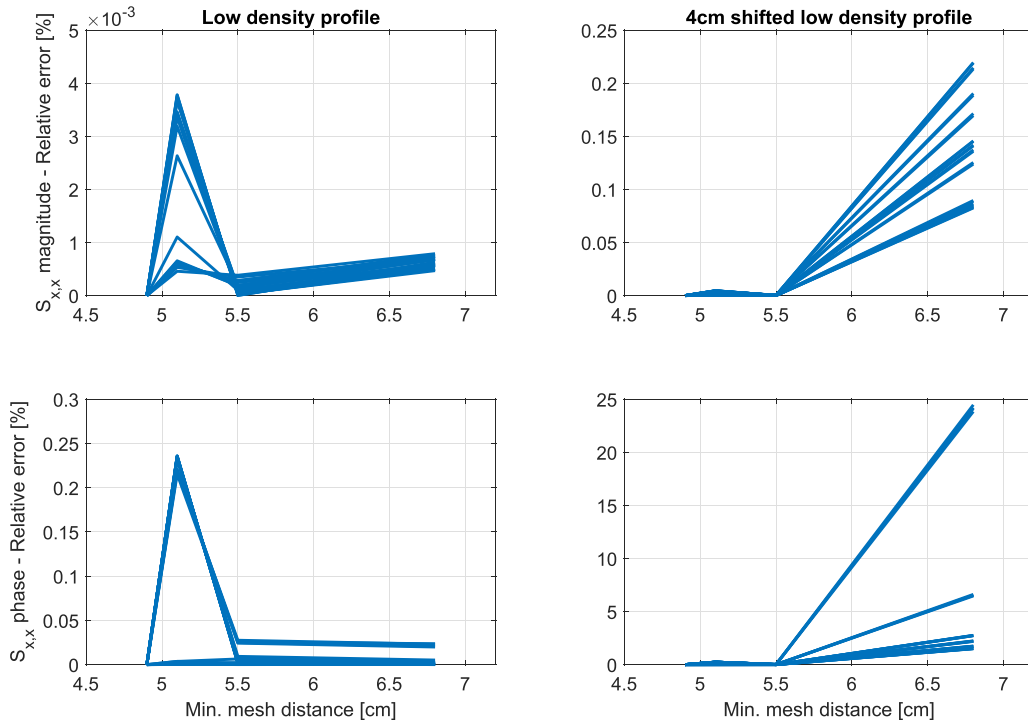 Low density profile
×10⁻³
S_{x,x} magnitude - Relative error [%]
5
4
3
2
1
0
4.5 5 5.5 6 6.5 7
4cm shifted low density profile
0.25
0.2
0.15
0.1
0.05
0
4.5 5 5.5 6 6.5 7
S_{x,x} phase - Relative error [%]
0.3
0.25
0.2
0.15
0.1
0.05
0
4.5 5 5.5 6 6.5 7
Min. mesh distance [cm]
25
20
15
10
5
0
4.5 5 5.5 6 6.5 7
Min. mesh distance [cm]